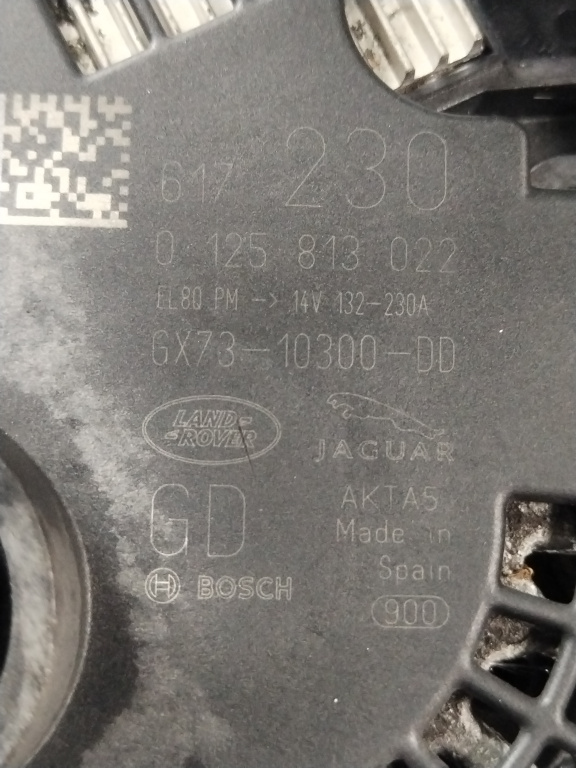 617 230
0 125 813 022
EL80 PM -> 14V 132-230A
GX73-10300-DD
LAND-
-ROVER
JAGUAR
GD
AKTA5
Made in
Spain
BOSCH
900